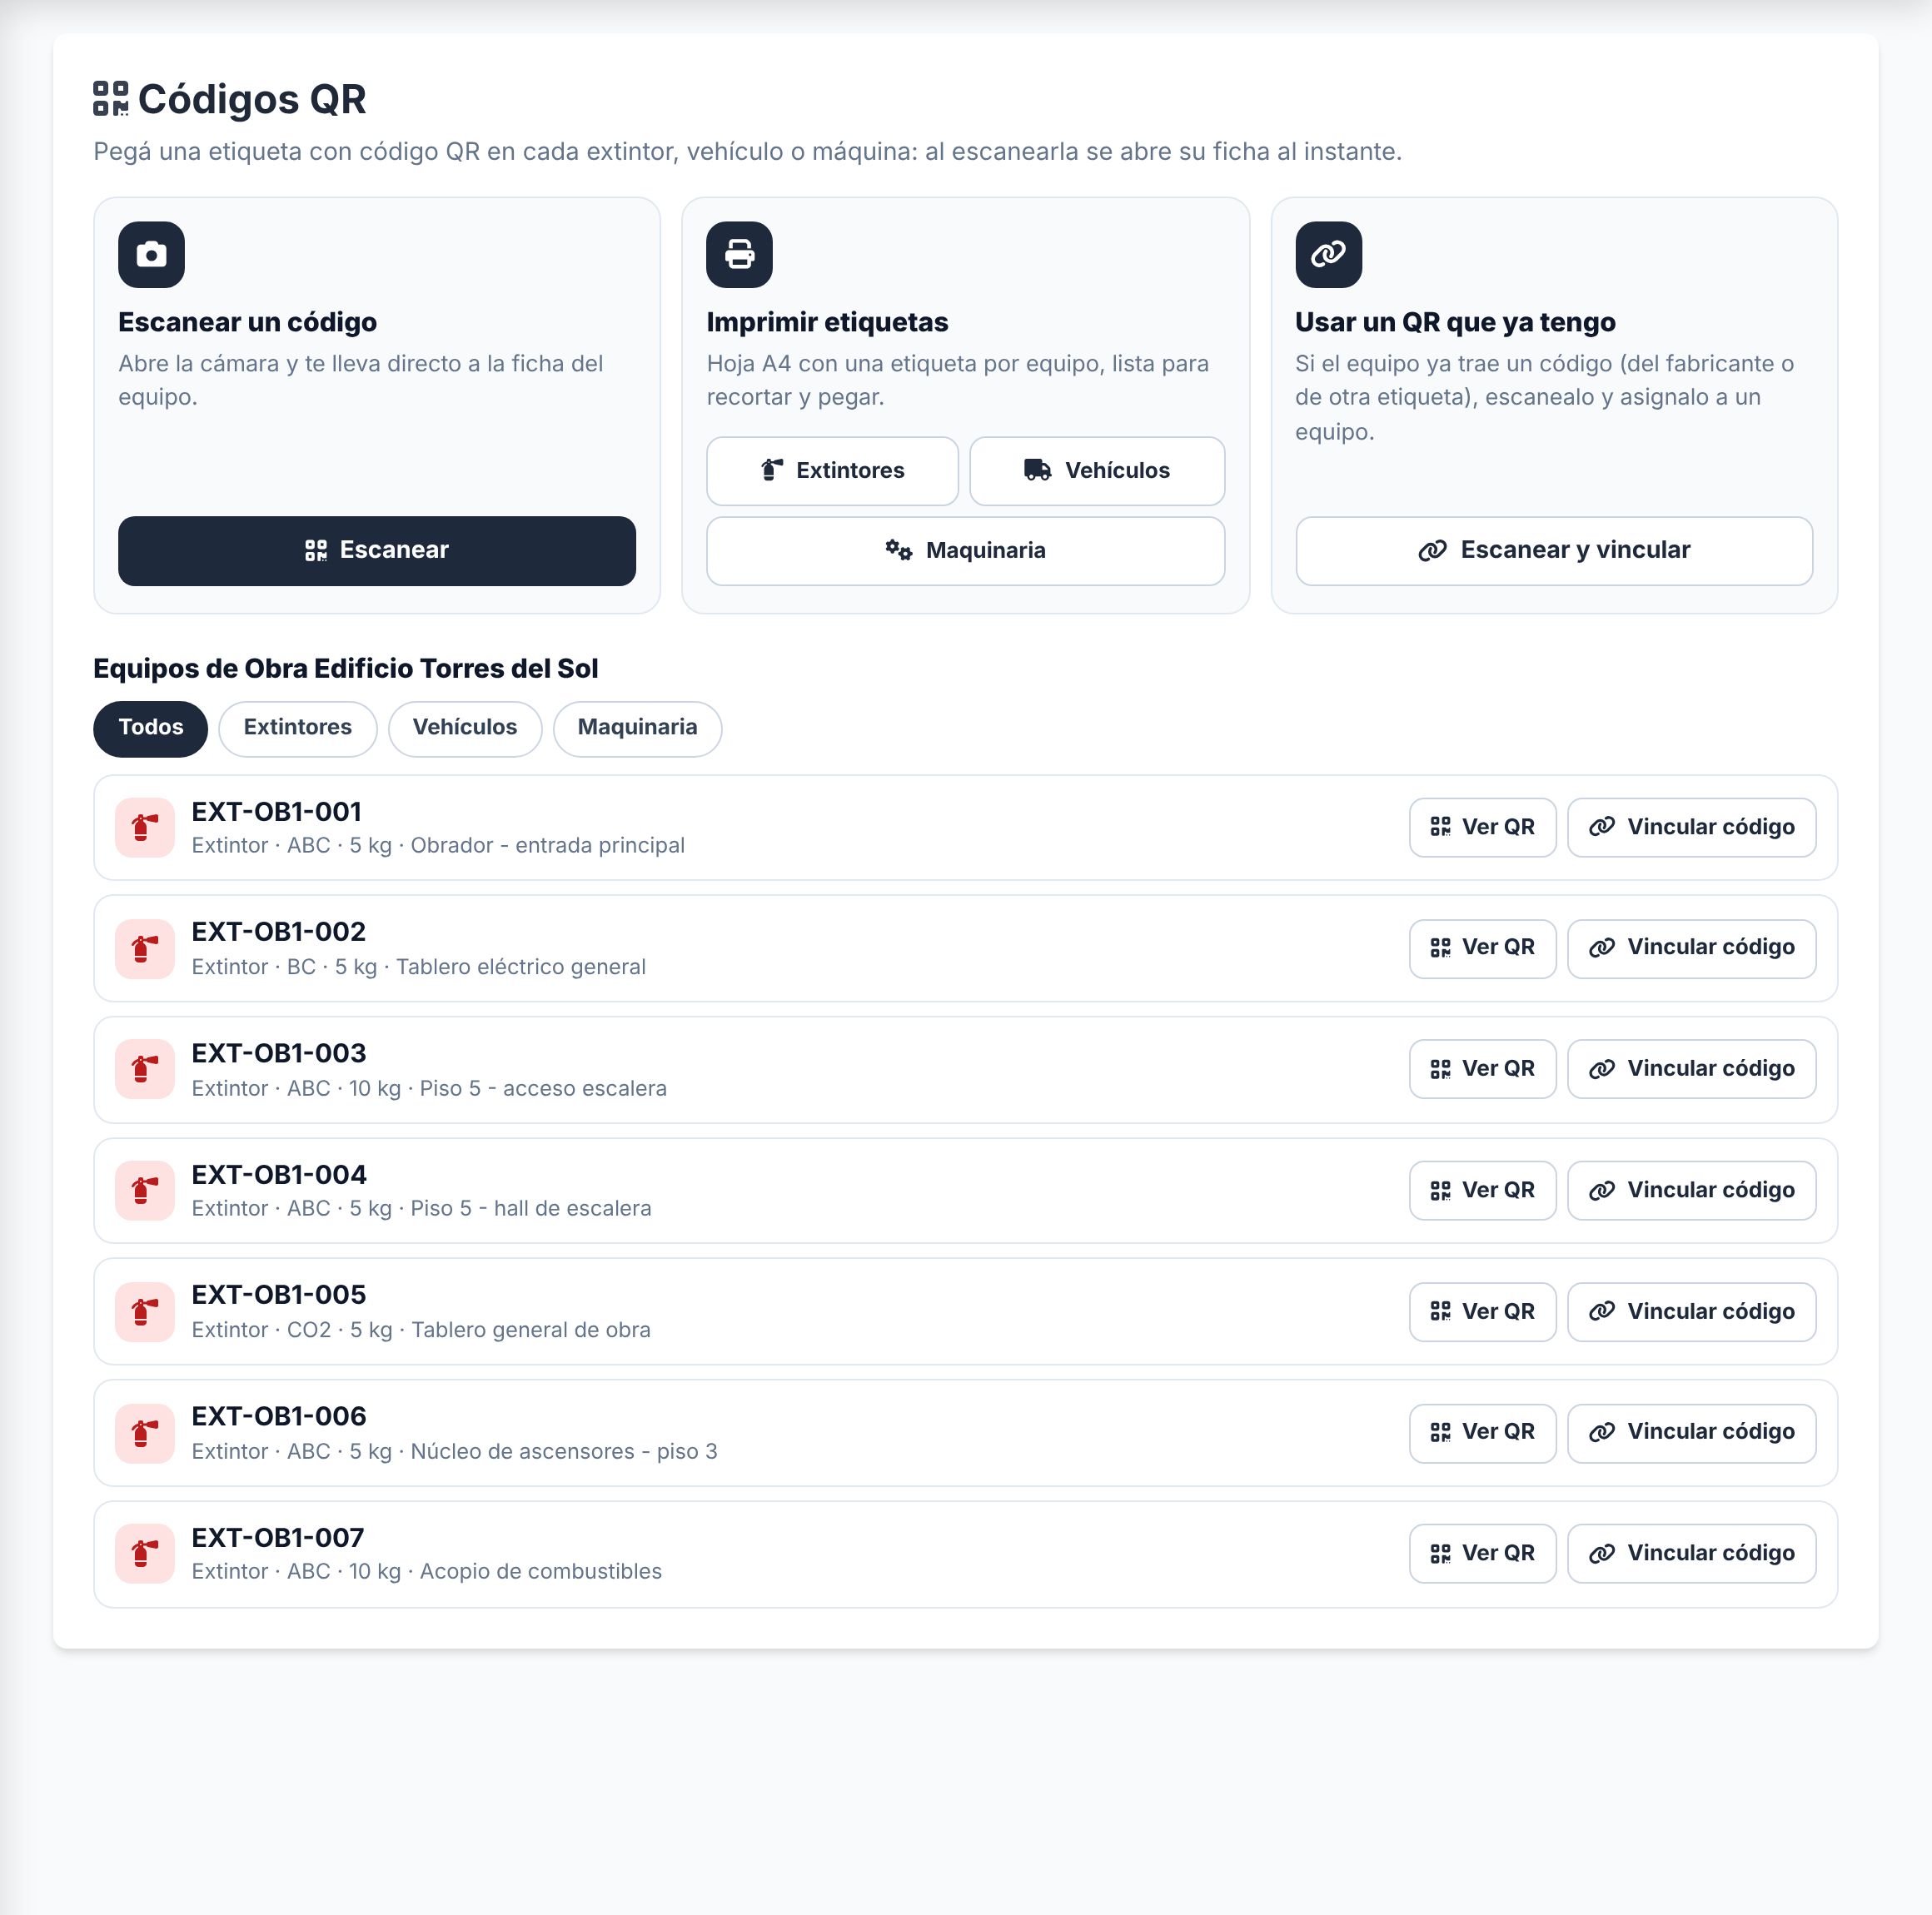 Códigos QR
Pegá una etiqueta con código QR en cada extintor, vehículo o máquina: al escanearla se abre su ficha al instante.
Escanear un código
Abre la cámara y te lleva directo a la ficha del
equipo.
Escanear
Imprimir etiquetas
Hoja A4 con una etiqueta por equipo, lista para
recortar y pegar.
Extintores
Vehículos
Maquinaria
Usar un QR que ya tengo
Si el equipo ya trae un código (del fabricante o
de otra etiqueta), escanealo y asignalo a un
equipo.
Escanear y vincular
Equipos de Obra Edificio Torres del Sol
Todos Extintores Vehículos Maquinaria
EXT-OB1-001
Extintor · ABC · 5 kg · Obrador - entrada principal
Ver QR Vincular código
EXT-OB1-002
Extintor · BC · 5 kg · Tablero eléctrico general
Ver QR Vincular código
EXT-OB1-003
Extintor · ABC · 10 kg · Piso 5 - acceso escalera
Ver QR Vincular código
EXT-OB1-004
Extintor · ABC · 5 kg · Piso 5 - hall de escalera
Ver QR Vincular código
EXT-OB1-005
Extintor · CO2 · 5 kg · Tablero general de obra
Ver QR Vincular código
EXT-OB1-006
Extintor · ABC · 5 kg · Núcleo de ascensores - piso 3
Ver QR Vincular código
EXT-OB1-007
Extintor · ABC · 10 kg · Acopio de combustibles
Ver QR Vincular código